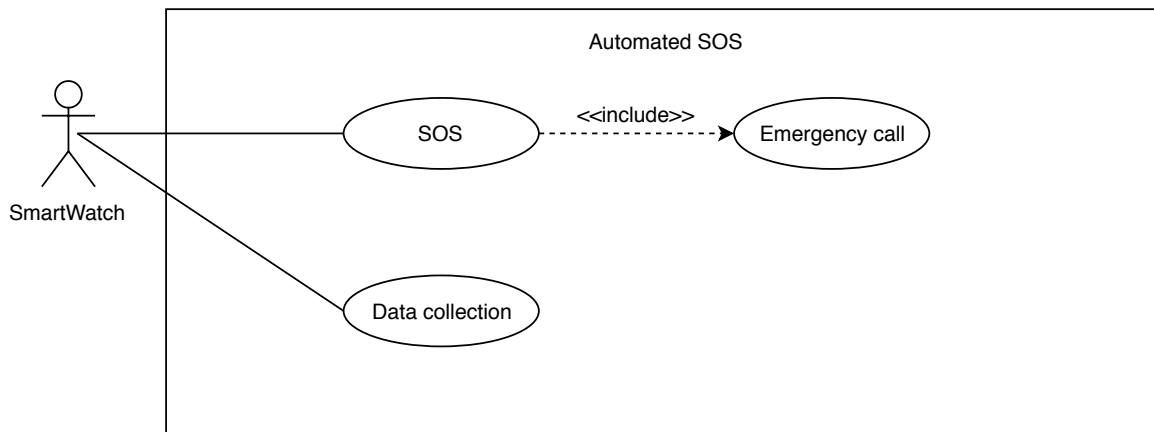 Automated SOS
SOS
<<include>>
Emergency call
SmartWatch
Data collection